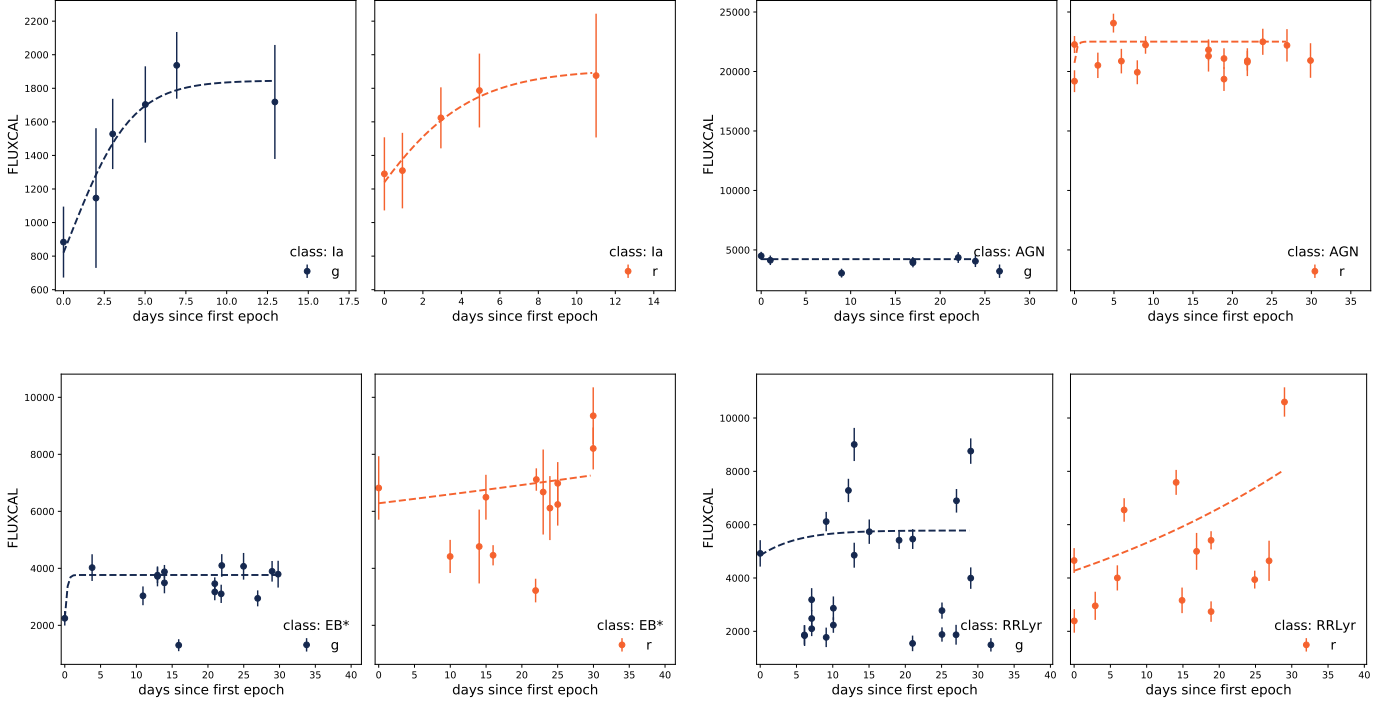 2200
2000
1800
1600
1400
1200
1000
800
600
FLUXCAL
0.0 2.5 5.0 7.5 10.0 12.5 15.0 17.5
days since first epoch
class: Ia
g
0 2 4 6 8 10 12 14
days since first epoch
class: Ia
r
25000
20000
15000
10000
5000
FLUXCAL
0 5 10 15 20 25 30
days since first epoch
class: AGN
g
0 5 10 15 20 25 30 35
days since first epoch
class: AGN
r
10000
8000
6000
4000
2000
FLUXCAL
0 5 10 15 20 25 30 35 40
days since first epoch
class: EB*
g
0 5 10 15 20 25 30 35 40
days since first epoch
class: EB*
r
10000
8000
6000
4000
2000
FLUXCAL
0 5 10 15 20 25 30 35 40
days since first epoch
class: RRLyr
g
0 5 10 15 20 25 30 35 40
days since first epoch
class: RRLyr
r